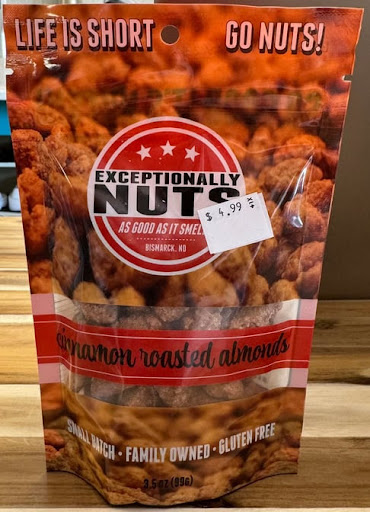 LIFE IS SHORT GO NUTS!
EXCEPTIONALLY
NUTS
$ 4.99
AS GOOD AS IT
BISMARCK, ND
cinnamon roasted almonds
SMALL BATCH • FAMILY OWNED • GLUTEN FREE
3.5 oz (99G)